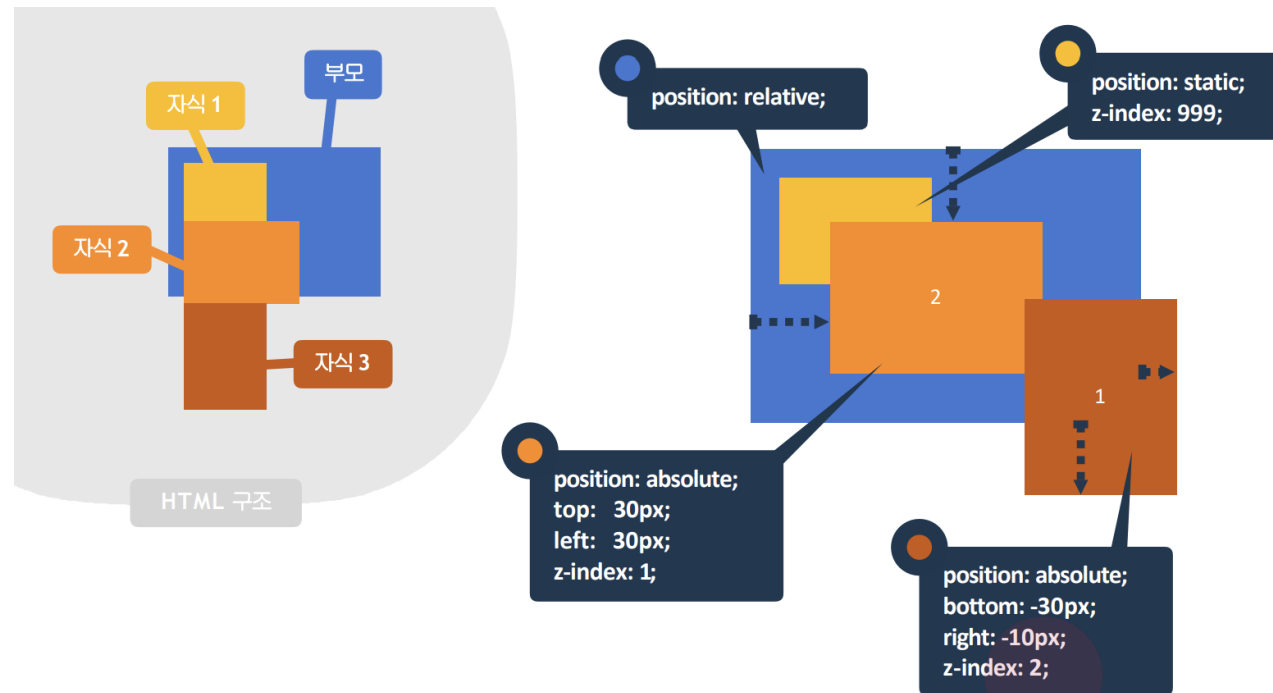 부모
자식 1
자식 2
자식 3
HTML 구조
position: relative;
position: static;
z-index: 999;
2
1
position: absolute;
top: 30px;
left: 30px;
z-index: 1;
position: absolute;
bottom: -30px;
right: -10px;
z-index: 2;